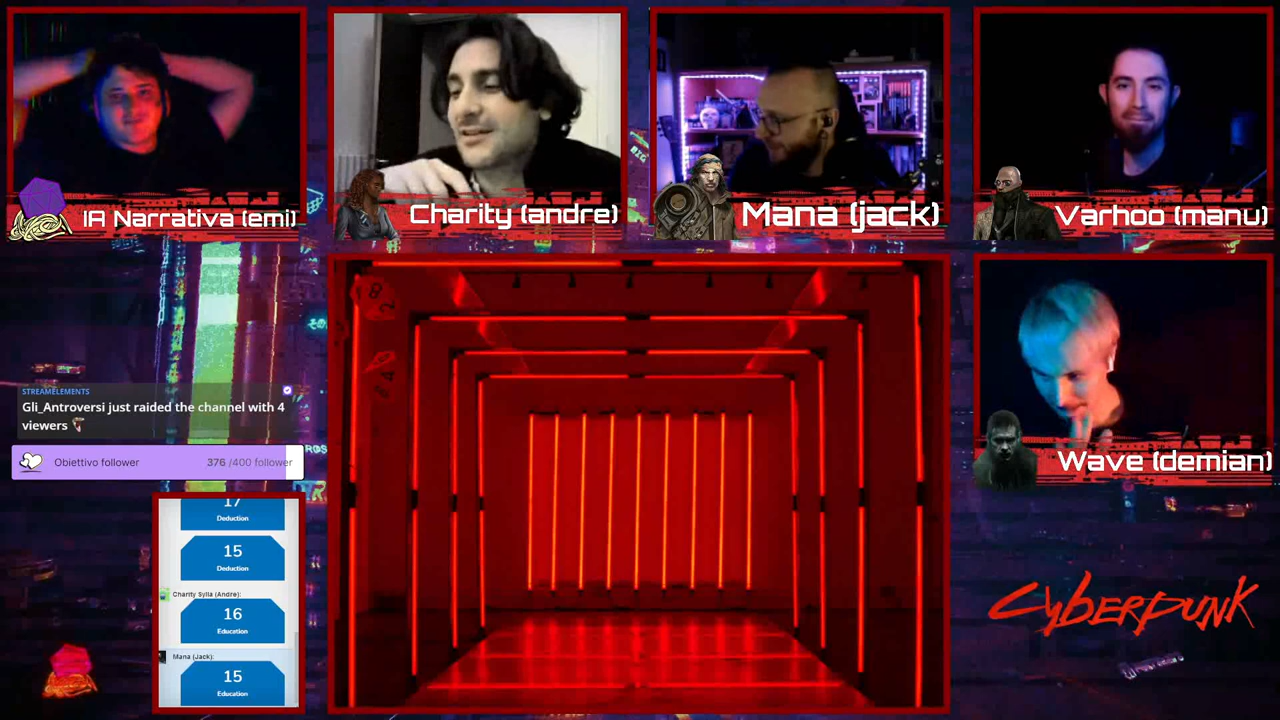 IA Narrativa (emi)
Charity (andre)
Mana (jack)
Varhoo (manu)
STREAMELEMENTS
Gli_Antroversi just raided the channel with 4
viewers
Obiettivo follower 376 /400 follower
Wave (demian)
17
Deduction
15
Deduction
Charity Sylla (Andre):
16
Education
Mana (Jack):
15
Education
CYBERPUNK